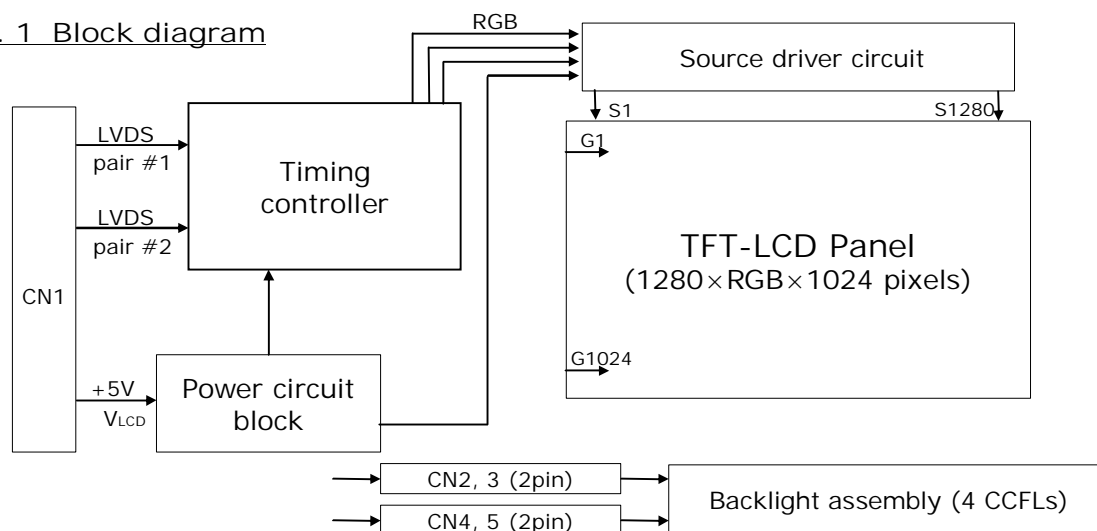 . 1 Block diagram
RGB
Source driver circuit
S1
S1280
CN1
LVDS
pair #1
LVDS
pair #2
Timing
controller
G1
TFT-LCD Panel
(1280×RGB×1024 pixels)
G1024
+5V
VLCD
Power circuit
block
CN2, 3 (2pin)
CN4, 5 (2pin)
Backlight assembly (4 CCFLs)